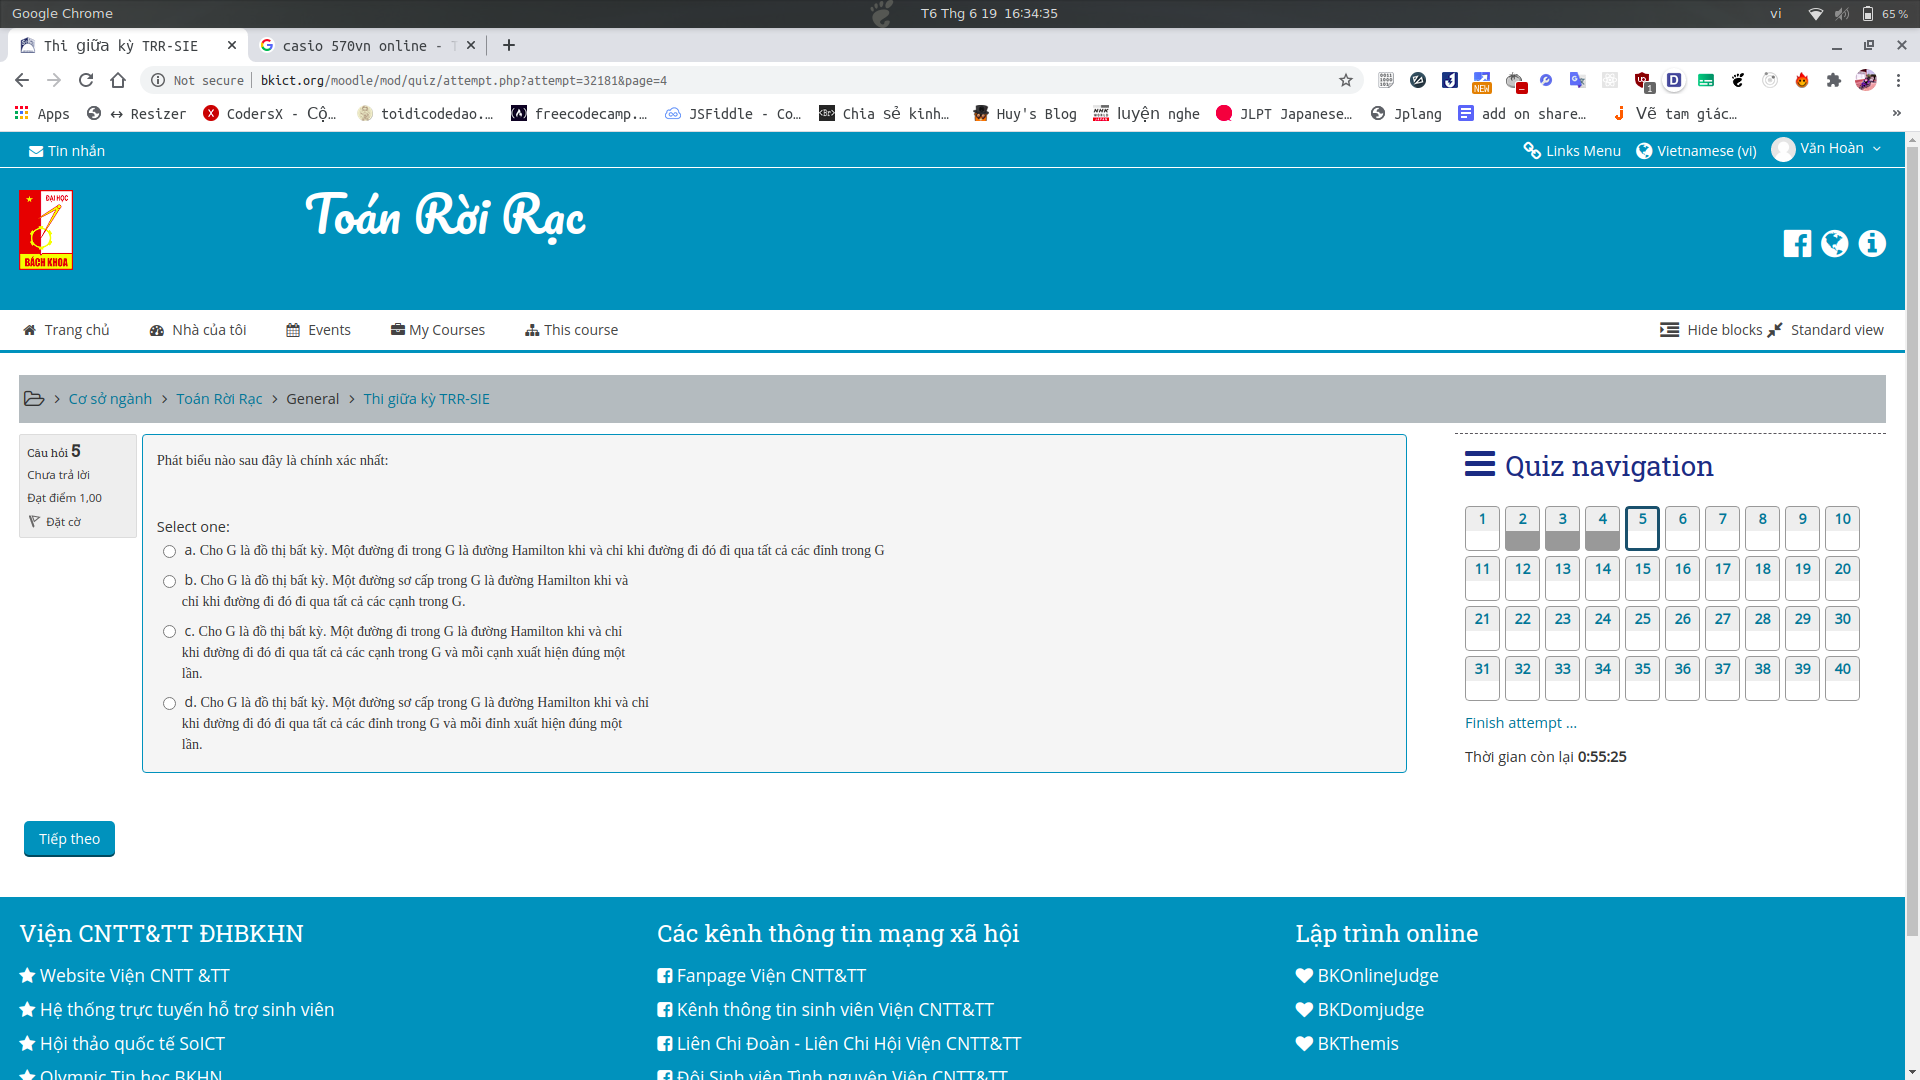 Google Chrome
T6 Thg 6 19 16:34:35
vi
65 %
Thi giữa kỳ TRR-SIE
casio 570vn online -
Not secure
bkict.org/moodle/mod/quiz/attempt.php?attempt=32181&page=4
NEW
1
Apps
↔ Resizer
CodersX - Cộ…
toidicodedao.…
freecodecamp.…
JSFiddle - Co…
Chia sẻ kinh…
Huy's Blog
luyện nghe
JLPT Japanese…
Jplang
add on share…
Vẽ tam giác…
»
Tin nhắn
Links Menu
Vietnamese (vi)
Văn Hoàn
ĐẠI HỌC
BÁCH KHOA
Toán Rời Rạc
Trang chủ
Nhà của tôi
Events
My Courses
This course
Hide blocks
Standard view
Cơ sở ngành
Toán Rời Rạc
General
Thi giữa kỳ TRR-SIE
Câu hỏi 5
Chưa trả lời
Đạt điểm 1,00
Đặt cờ
Phát biểu nào sau đây là chính xác nhất:
Select one:
a. Cho G là đồ thị bất kỳ. Một đường đi trong G là đường Hamilton khi và chỉ khi đường đi đó đi qua tất cả các đỉnh trong G
b. Cho G là đồ thị bất kỳ. Một đường sơ cấp trong G là đường Hamilton khi và
chỉ khi đường đi đó đi qua tất cả các cạnh trong G.
c. Cho G là đồ thị bất kỳ. Một đường đi trong G là đường Hamilton khi và chỉ
khi đường đi đó đi qua tất cả các cạnh trong G và mỗi cạnh xuất hiện đúng một
lần.
d. Cho G là đồ thị bất kỳ. Một đường sơ cấp trong G là đường Hamilton khi và chỉ
khi đường đi đó đi qua tất cả các đỉnh trong G và mỗi đỉnh xuất hiện đúng một
lần.
Quiz navigation
1 2 3 4 5 6 7 8 9 10
11 12 13 14 15 16 17 18 19 20
21 22 23 24 25 26 27 28 29 30
31 32 33 34 35 36 37 38 39 40
Finish attempt ...
Thời gian còn lại 0:55:25
Tiếp theo
Viện CNTT&TT ĐHBKHN
Website Viện CNTT &TT
Hệ thống trực tuyến hỗ trợ sinh viên
Hội thảo quốc tế SoICT
Olympic Tin học BKHN
Các kênh thông tin mạng xã hội
Fanpage Viện CNTT&TT
Kênh thông tin sinh viên Viện CNTT&TT
Liên Chi Đoàn - Liên Chi Hội Viện CNTT&TT
Đội Sinh viên Tình nguyện Viện CNTT&TT
Lập trình online
BKOnlineJudge
BKDomjudge
BKThemis